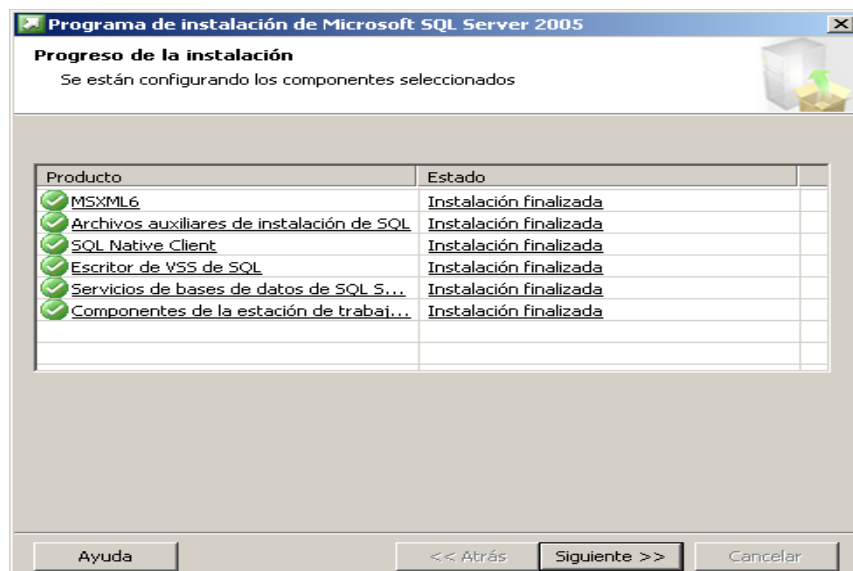 Programa de instalación de Microsoft SQL Server 2005
Progreso de la instalación
Se están configurando los componentes seleccionados
Producto Estado
MSXML6 Instalación finalizada
Archivos auxiliares de instalación de SQL Instalación finalizada
SQL Native Client Instalación finalizada
Escritor de VSS de SQL Instalación finalizada
Servicios de bases de datos de SQL S... Instalación finalizada
Componentes de la estación de trabaj... Instalación finalizada
Ayuda << Atrás Siguiente >> Cancelar